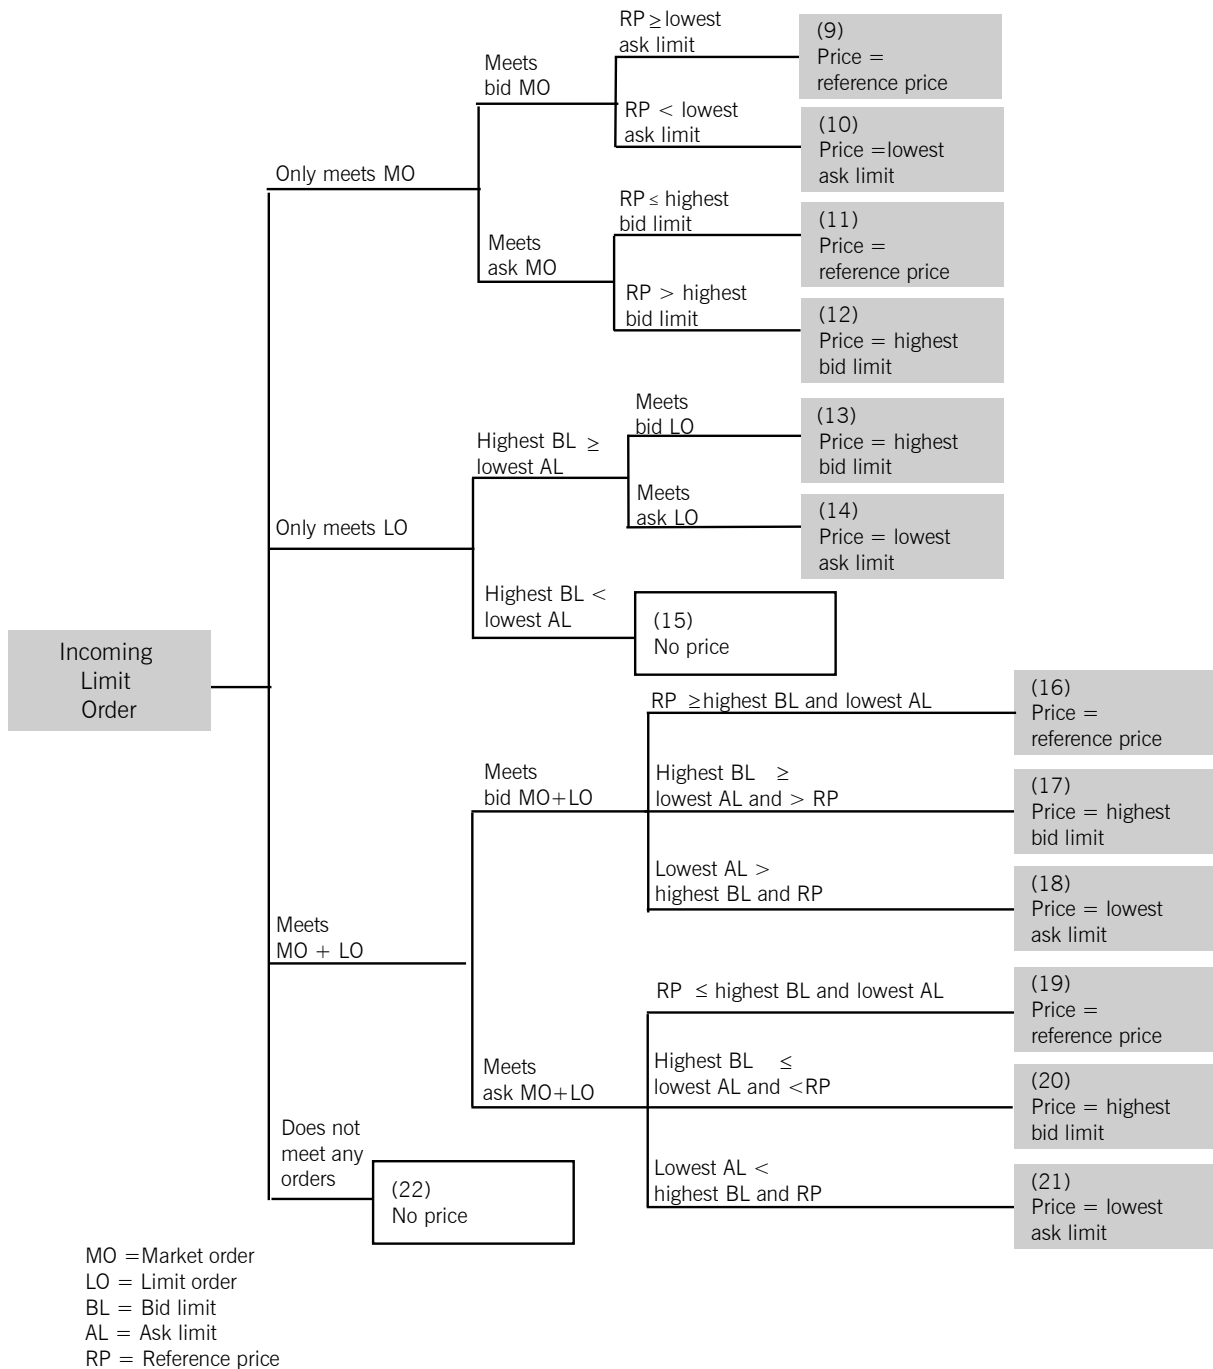 RP ≥ lowest
ask limit
(9)
Price =
reference price
Meets
bid MO
RP < lowest
ask limit
(10)
Price =lowest
ask limit
Only meets MO
RP ≤ highest
bid limit
(11)
Price =
reference price
Meets
ask MO
RP > highest
bid limit
(12)
Price = highest
bid limit
Meets
bid LO
(13)
Price = highest
bid limit
Highest BL ≥
lowest AL
Meets
ask LO
(14)
Price = lowest
ask limit
Only meets LO
Highest BL <
lowest AL
(15)
No price
Incoming
Limit
Order
RP ≥highest BL and lowest AL
(16)
Price =
reference price
Meets
bid MO+LO
Highest BL ≥
lowest AL and > RP
(17)
Price = highest
bid limit
Lowest AL >
highest BL and RP
(18)
Price = lowest
ask limit
Meets
MO + LO
RP ≤ highest BL and lowest AL
(19)
Price =
reference price
Meets
ask MO+LO
Highest BL ≤
lowest AL and <RP
(20)
Price = highest
bid limit
Lowest AL <
highest BL and RP
(21)
Price = lowest
ask limit
Does not
meet any
orders
(22)
No price
MO =Market order
LO = Limit order
BL = Bid limit
AL = Ask limit
RP = Reference price